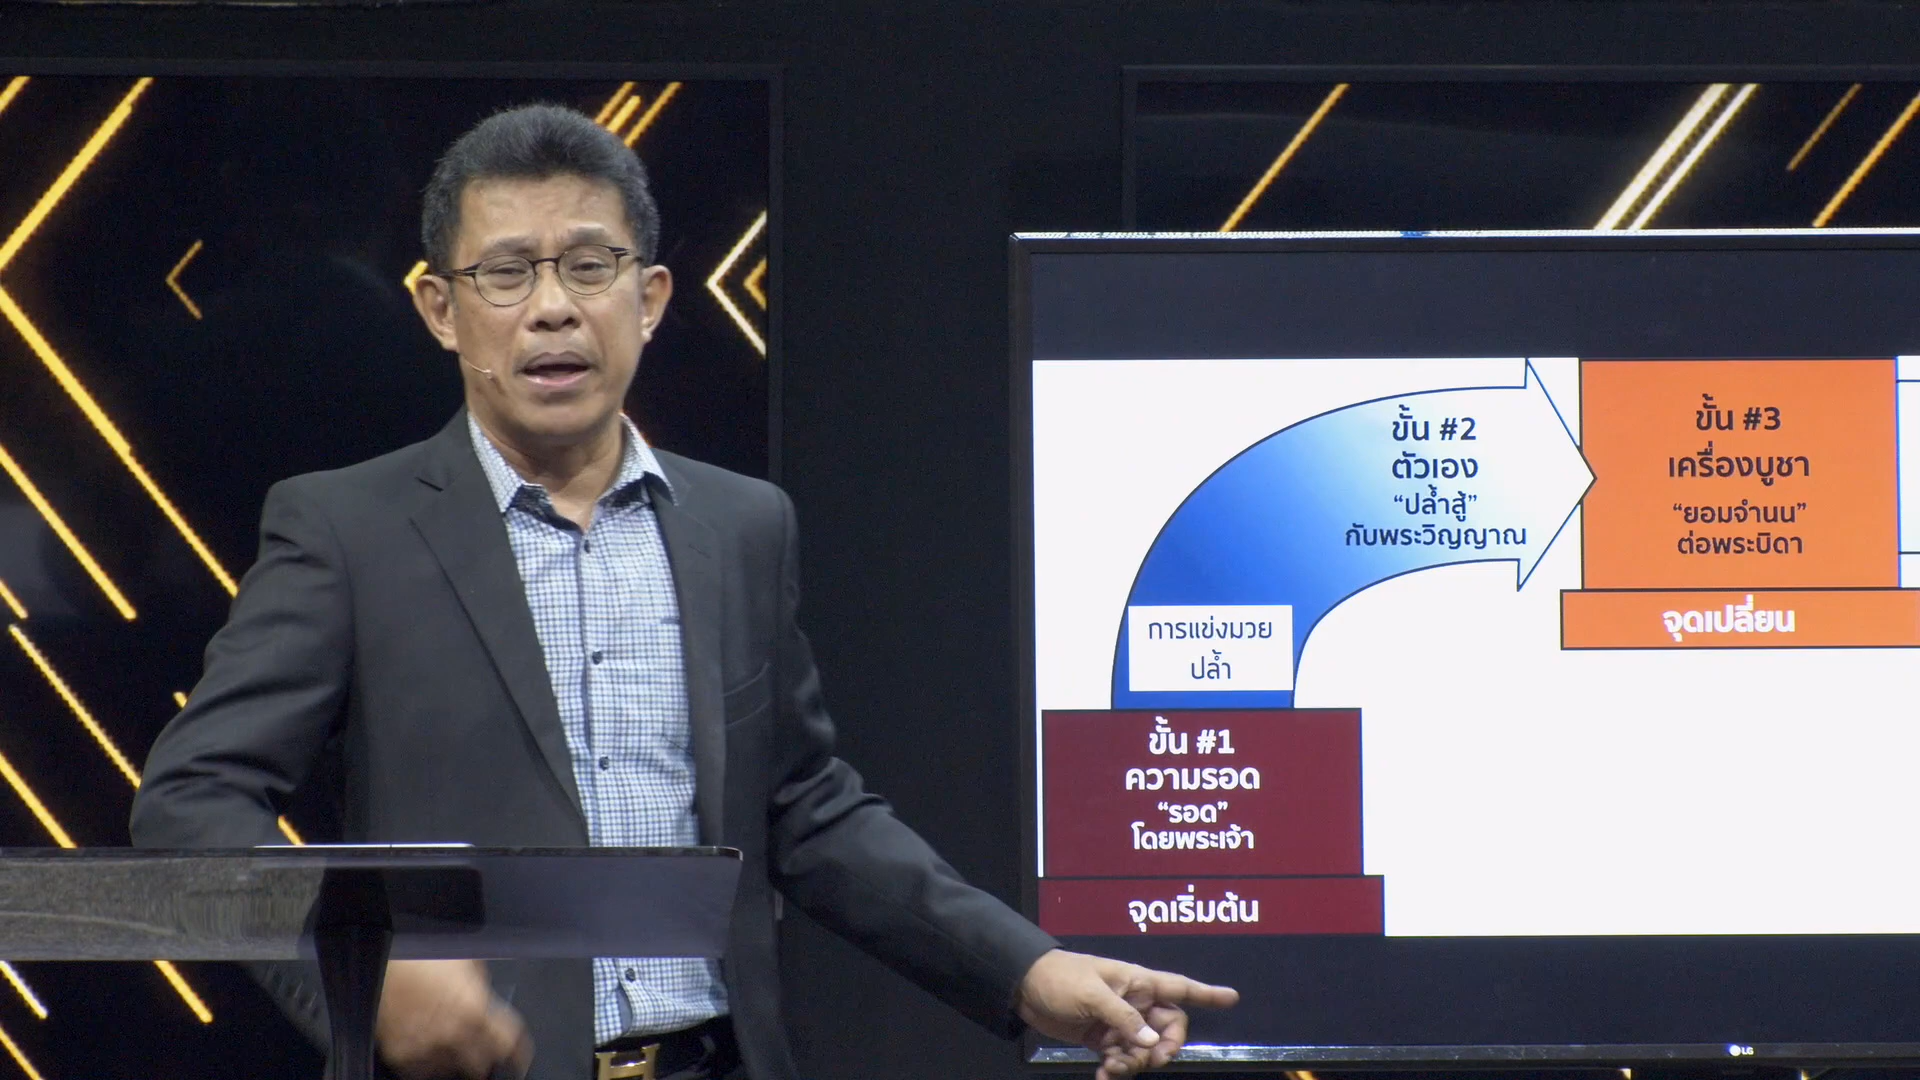 ขั้น #2
ตัวเอง
“ปล้ำสู้”
กับพระวิญญาณ
ขั้น #3
เครื่องบูชา
“ยอมจำนน”
ต่อพระบิดา
จุดเปลี่ยน
การแข่งมวย
ปล้ำ
ขั้น #1
ความรอด
“รอด”
โดยพระเจ้า
จุดเริ่มต้น
LG